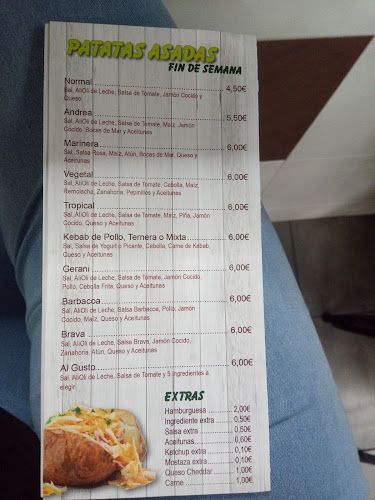 PATATAS ASADAS
FIN DE SEMANA
Normal 4,50€
Sal, AliOli de Leche, Salsa de Tomate, Jamón Cocido y
Queso
Andrea 5,50€
Sal, AliOli de Leche, Salsa de Tomate, Maíz, Jamón
Cocido, Bocas de Mar y Aceitunas
Marinera 6,00€
Sal, Salsa Rosa, Maíz, Atún, Bocas de Mar, Queso y
Aceitunas
Vegetal 6,00€
Sal, AliOli de Leche, Salsa de Tomate, Cebolla, Maíz,
Remolacha, Zanahoria, Pepinillos y Aceitunas
Tropical 6,00€
Sal, AliOli de Leche, Salsa de Tomate, Maíz, Piña, Jamón
Cocido, Queso y Aceitunas
Kebab de Pollo, Ternera o Mixta 6,00€
Sal, Salsa de Yogurt o Picante, Cebolla, Carne de Kebab,
Queso y Aceitunas
Gerani 6,00€
Sal, AliOli de Leche, Salsa de Tomate, Jamón Cocido,
Pollo, Cebolla Frita, Queso y Aceitunas
Barbacoa 6,00€
Sal, AliOli de Leche, Salsa Barbacoa, Pollo, Jamón
Cocido, Maíz, Queso y Aceitunas
Brava 6,00€
Sal, AliOli de Leche, Salsa Brava, Jamón Cocido,
Zanahoria, Atún, Queso y Aceitunas
Al Gusto 6,00€
Sal, AliOli de Leche, Salsa de Tomate y 5 ingredientes a
elegir
EXTRAS
Hamburguesa 2,00€
Ingrediente extra 0,50€
Salsa extra 0,50€
Aceitunas 0,60€
Ketchup extra 0,10€
Mostaza extra 0,10€
Queso Cheddar 1,00€
Carne 1,00€